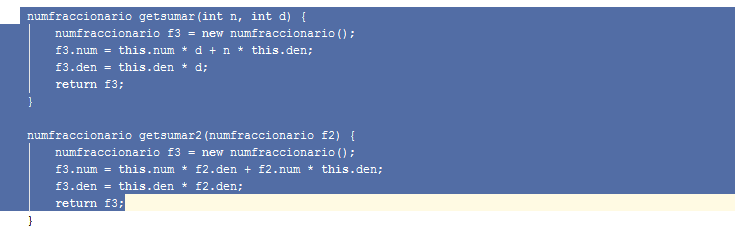 numfraccionario getsumar(int n, int d) {
    numfraccionario f3 = new numfraccionario();
    f3.num = this.num * d + n * this.den;
    f3.den = this.den * d;
    return f3;
}

numfraccionario getsumar2(numfraccionario f2) {
    numfraccionario f3 = new numfraccionario();
    f3.num = this.num * f2.den + f2.num * this.den;
    f3.den = this.den * f2.den;
    return f3;
}